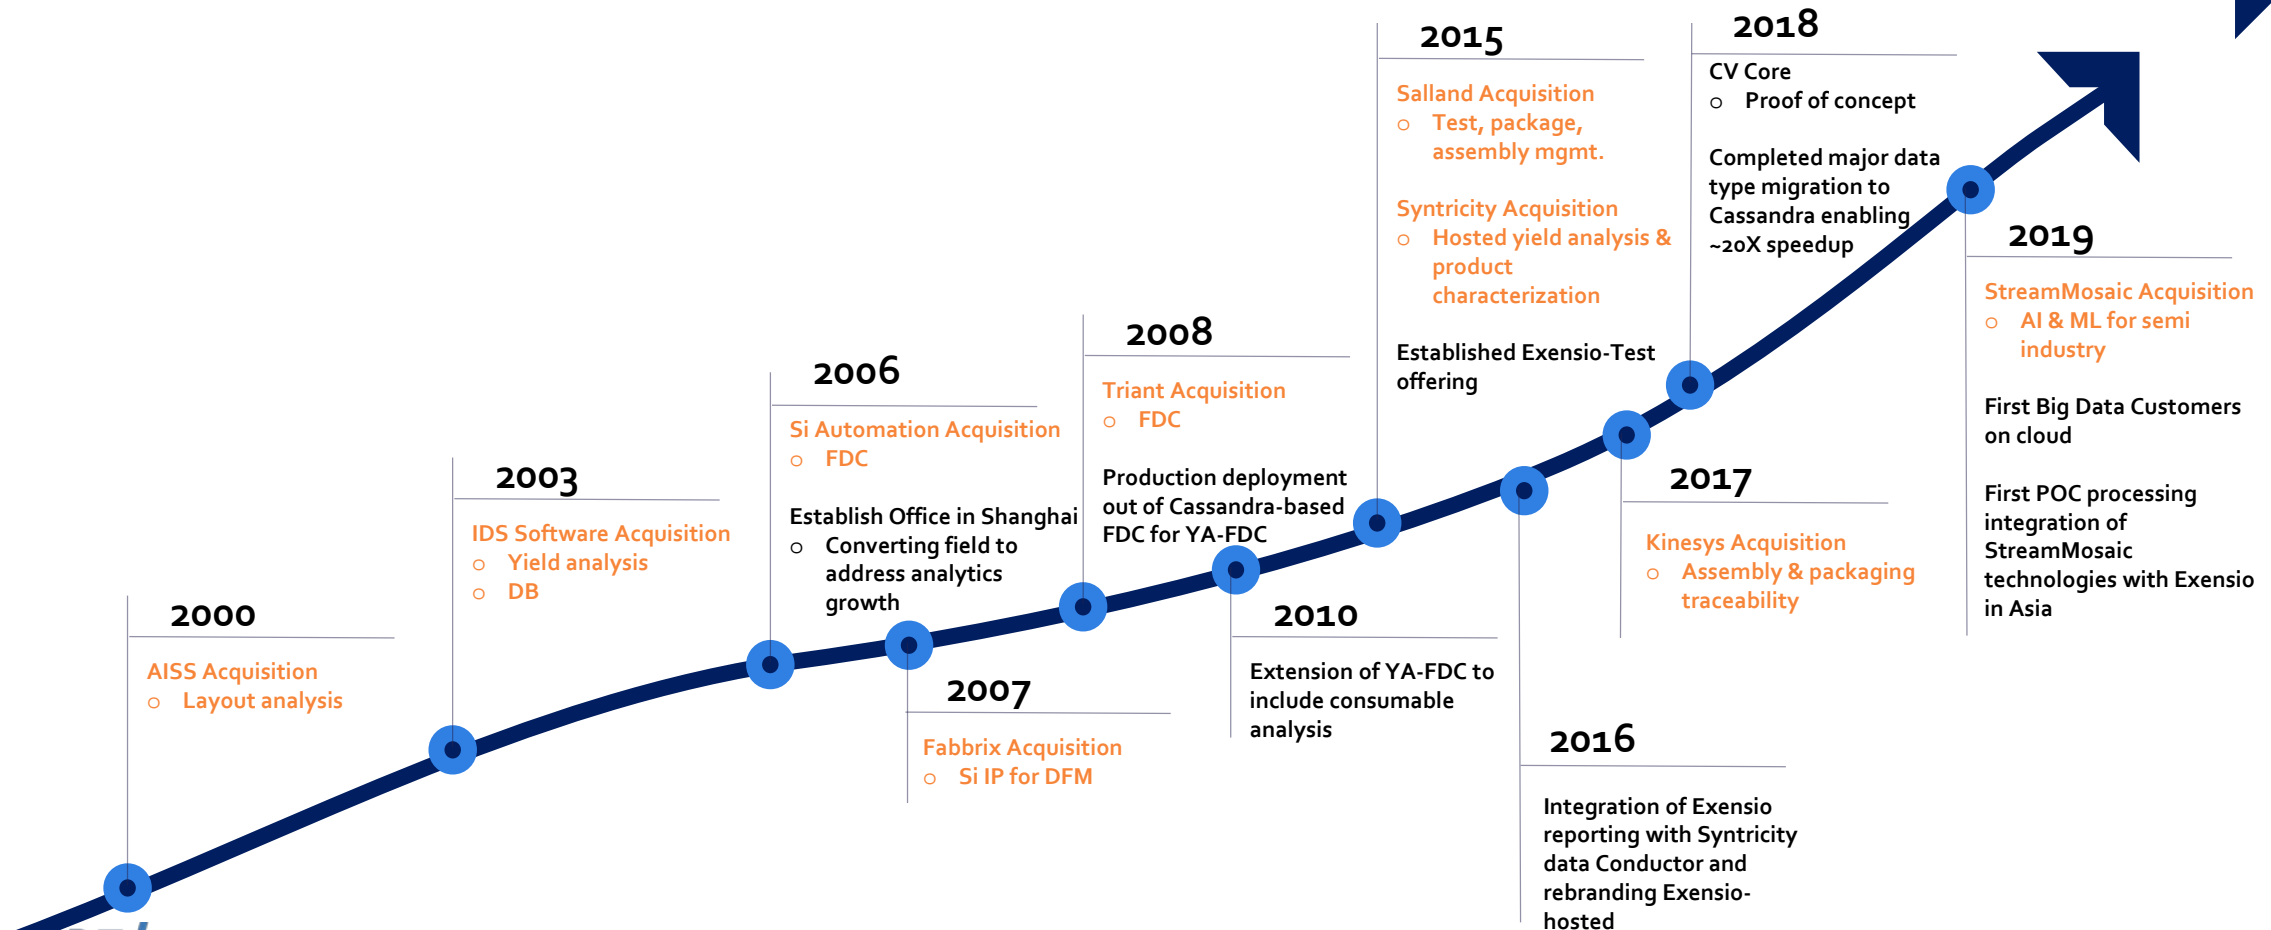 2000
AISS Acquisition
o Layout analysis
2003
IDS Software Acquisition
o Yield analysis
o DB
2006
Si Automation Acquisition
o FDC
Establish Office in Shanghai
o Converting field to
address analytics
growth
2007
Fabbrix Acquisition
o Si IP for DFM
2008
Triant Acquisition
o FDC
Production deployment
out of Cassandra-based
FDC for YA-FDC
2010
Extension of YA-FDC to
include consumable
analysis
2015
Salland Acquisition
o Test, package,
assembly mgmt.
Syntricity Acquisition
o Hosted yield analysis &
product
characterization
Established Exensio-Test
offering
2016
Integration of Exensio
reporting with Syntricity
data Conductor and
rebranding Exensio-
hosted
2017
Kinesys Acquisition
o Assembly & packaging
traceability
2018
CV Core
o Proof of concept
Completed major data
type migration to
Cassandra enabling
~20X speedup
2019
StreamMosaic Acquisition
o AI & ML for semi
industry
First Big Data Customers
on cloud
First POC processing
integration of
StreamMosaic
technologies with Exensio
in Asia